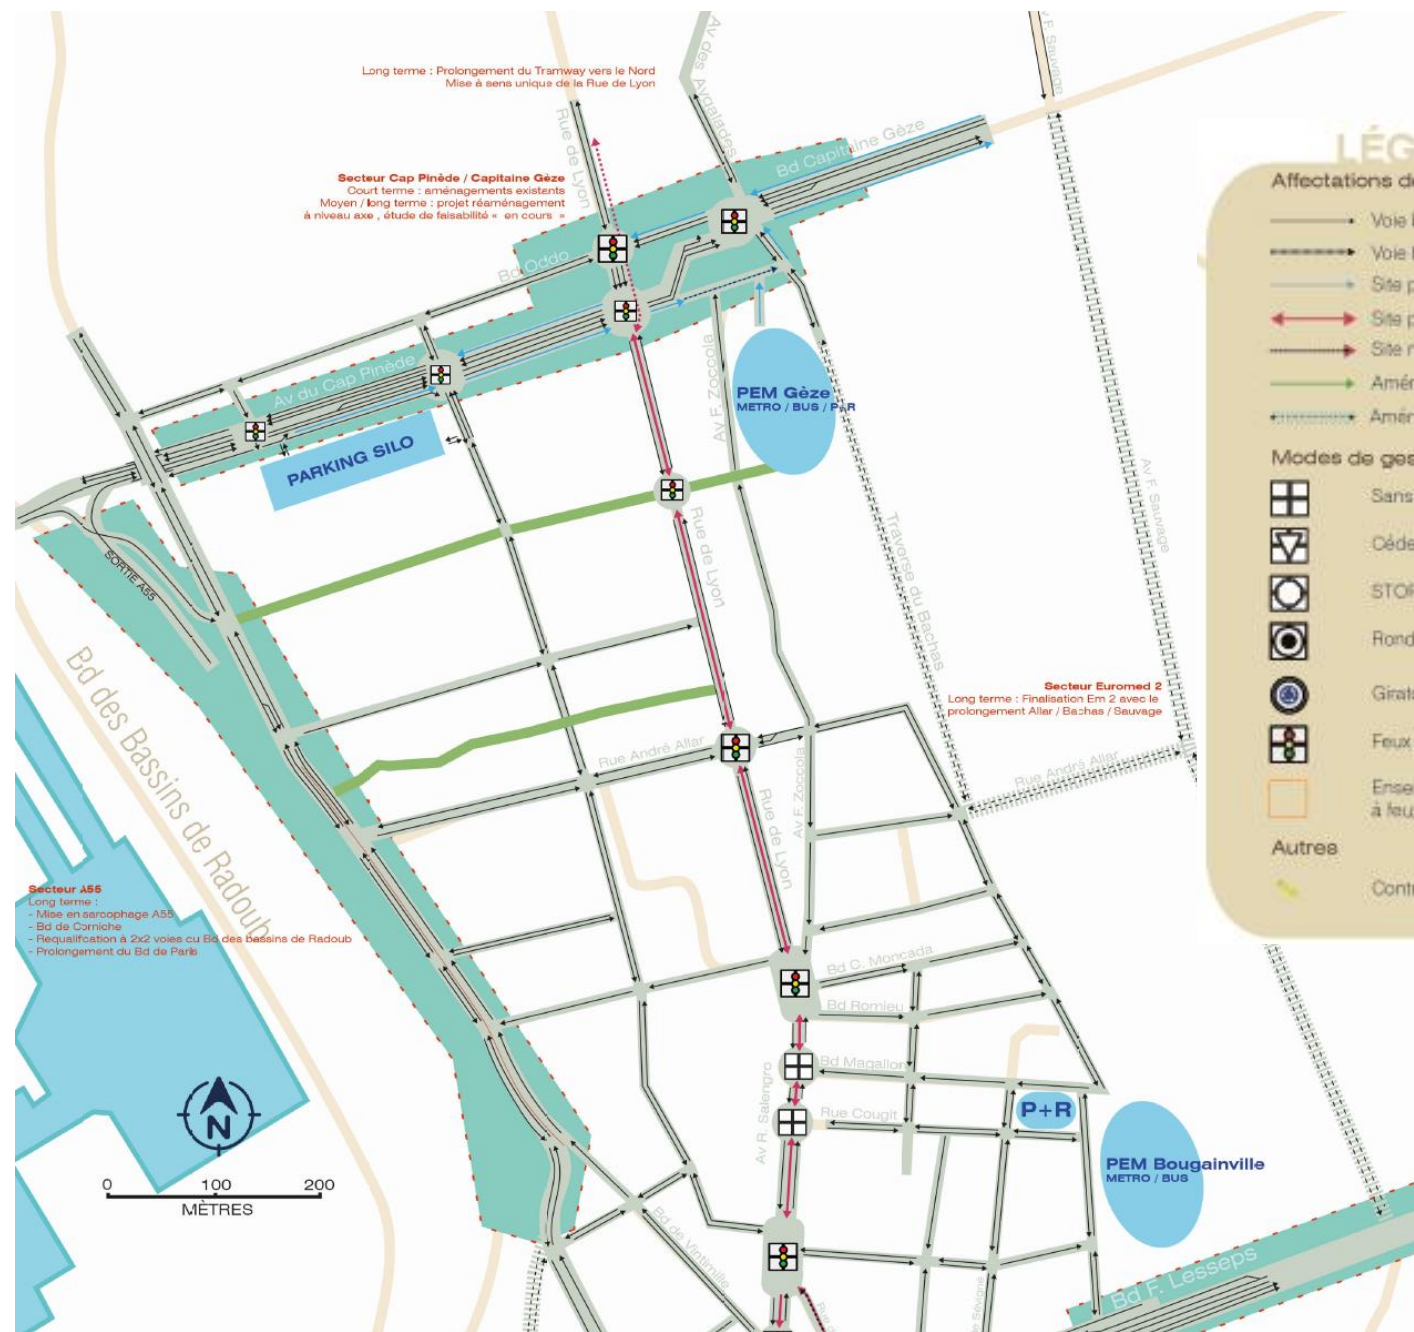 Av des Aygalades
Av F. Sauvage
Long terme : Prolongement du Tramway vers le Nord
Mise à sens unique de la Rue de Lyon
Rue de Lyon
Bd Capitaine Gèze
Secteur Cap Pinède / Capitaine Gèze
Court terme : aménagements existants
Moyen / long terme : projet réaménagement
à niveau axe , étude de faisabilité « en cours »
Bd Oddo
Av du Cap Pinède
Av F. Zoccola
PEM Gèze
METRO / BUS / P+R
PARKING SILO
SORTIE A55
Rue de Lyon
Traverse du Bachas
Av F. Sauvage
Bd des Bassins de Radoub
Secteur Euromed 2
Long terme : Finalisation Em 2 avec le
prolongement Allar / Bachas / Sauvage
Rue André Allar
Av F. Zoccola
Rue André Allar
Rue de Lyon
Secteur A55
Long terme :
- Mise en sarcophage A55
- Bd de Corniche
- Requalification à 2x2 voies cu Bd des bassins de Radoub
- Prolongement du Bd de Paris
Bd C. Moncada
Bd Romieu
Bd Magallon
Av R. Salengro
Rue Cougit
P+R
PEM Bougainville
METRO / BUS
N
0 100 200
MÈTRES
Bd de Vintimille
Bd F. Lesseps
LÉG
Affectations de
Voie
Voie
Site p
Site p
Site
Amén
Amén
Modes de ges
Sans
Céde
STOP
Rond
Girat
Feux
Ense
à feu
Autres
Contr